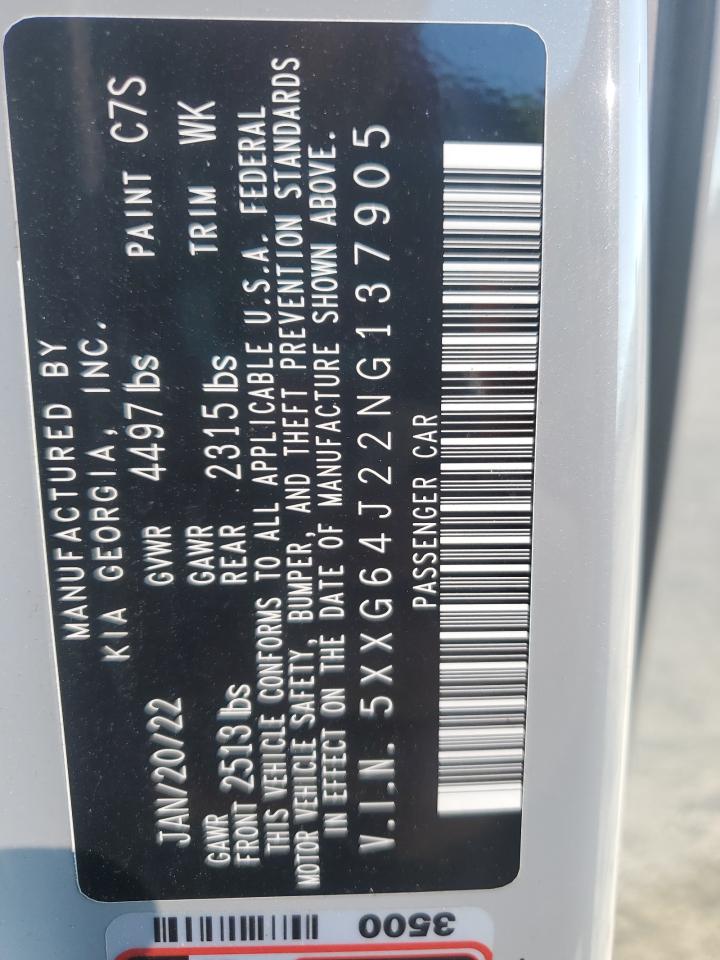 MANUFACTURED BY
KIA GEORGIA, INC.
JAN/20/22 GVWR 4497 lbs PAINT C7S
GAWR FRONT 2513 lbs GAWR REAR 2315 lbs TRIM WK
THIS VEHICLE CONFORMS TO ALL APPLICABLE U.S.A. FEDERAL
MOTOR VEHICLE SAFETY, BUMPER, AND THEFT PREVENTION STANDARDS
IN EFFECT ON THE DATE OF MANUFACTURE SHOWN ABOVE.
V.I.N. 5XXG64J22NG137905
PASSENGER CAR
3500